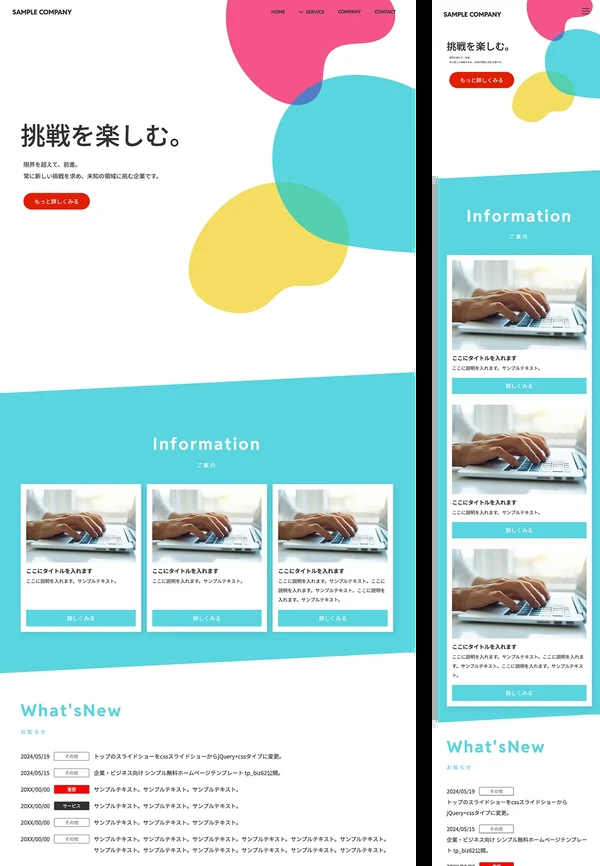 SAMPLE COMPANY
HOME
SERVICE
COMPANY
CONTACT
挑戦を楽しむ。
限界を超えて、前進。
常に新しい挑戦を求め、未知の領域に挑む企業です。
もっと詳しくみる
Information
ご案内
ここにタイトルを入れます
ここに説明を入れます。サンプルテキスト。
詳しくみる
ここにタイトルを入れます
ここに説明を入れます。サンプルテキスト。
詳しくみる
ここにタイトルを入れます
ここに説明を入れます。サンプルテキスト。ここに
説明を入れます。サンプルテキスト。ここに説明を
入れます。サンプルテキスト。
詳しくみる
What'sNew
お知らせ
2024/05/19 その他 トップのスライドショーをcssスライドショーからjQuery+cssタイプに変更。
2024/05/15 その他 企業・ビジネス向け シンプル無料ホームページテンプレート tp_biz62公開。
20XX/00/00 重要 サンプルテキスト。サンプルテキスト。サンプルテキスト。
20XX/00/00 サービス サンプルテキスト。サンプルテキスト。サンプルテキスト。
20XX/00/00 その他 サンプルテキスト。サンプルテキスト。サンプルテキスト。
20XX/00/00 その他 サンプルテキスト。サンプルテキスト。サンプルテキスト。サンプルテキスト。サンプルテキスト。サンプルテキスト。
サンプルテキスト。サンプルテキスト。サンプルテキスト。サンプルテキスト。サンプルテキスト。サンプルテキスト。
SAMPLE COMPANY
挑戦を楽しむ。
限界を超えて、前進。
常に新しい挑戦を求め、未知の領域に挑む企業です。
もっと詳しくみる
Information
ご案内
ここにタイトルを入れます
ここに説明を入れます。サンプルテキスト。
詳しくみる
ここにタイトルを入れます
ここに説明を入れます。サンプルテキスト。
詳しくみる
ここにタイトルを入れます
ここに説明を入れます。サンプルテキスト。ここに説明を入れま
す。サンプルテキスト。ここに説明を入れます。サンプルテキス
ト。
詳しくみる
What'sNew
お知らせ
2024/05/19 その他
トップのスライドショーをcssスライドショーから
jQuery+cssタイプに変更。
2024/05/15 その他
企業・ビジネス向け シンプル無料ホームページテンプレー
ト tp_biz62公開。